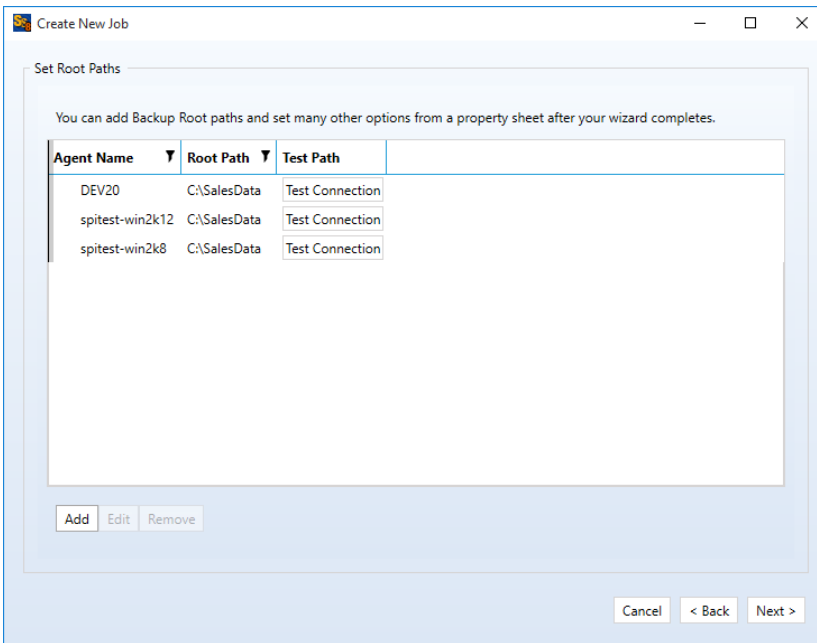 Create New Job
Set Root Paths
You can add Backup Root paths and set many other options from a property sheet after your wizard completes.
Agent Name Root Path Test Path
DEV20 C:\SalesData Test Connection
spitest-win2k12 C:\SalesData Test Connection
spitest-win2k8 C:\SalesData Test Connection
Add Edit Remove
Cancel < Back Next >